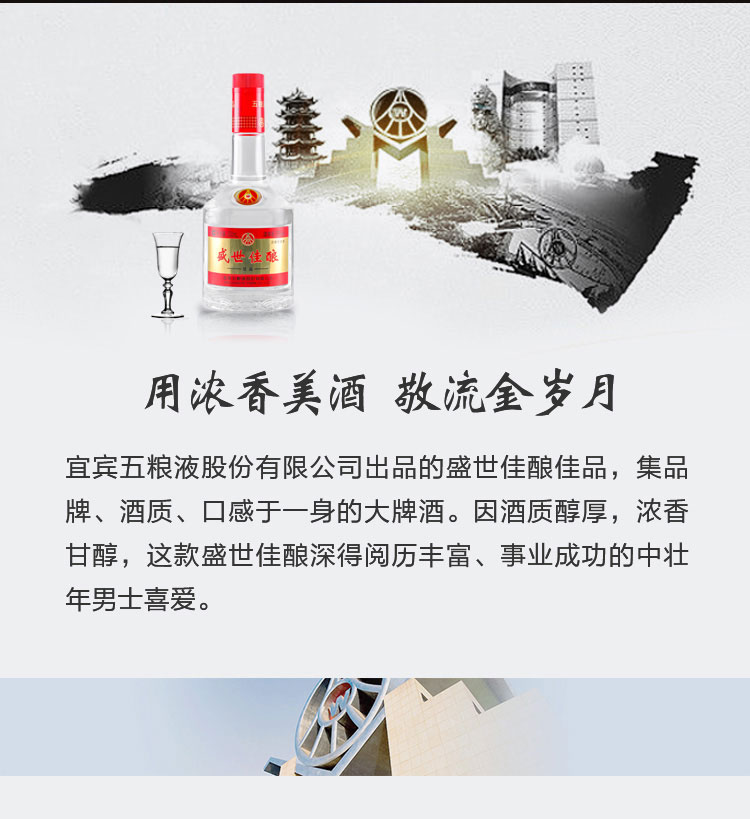 盛世佳酿
用浓香美酒 敬流金岁月
宜宾五粮液股份有限公司出品的盛世佳酿佳品，集品
牌、酒质、口感于一身的大牌酒。因酒质醇厚，浓香
甘醇，这款盛世佳酿深得阅历丰富、事业成功的中壮
年男士喜爱。